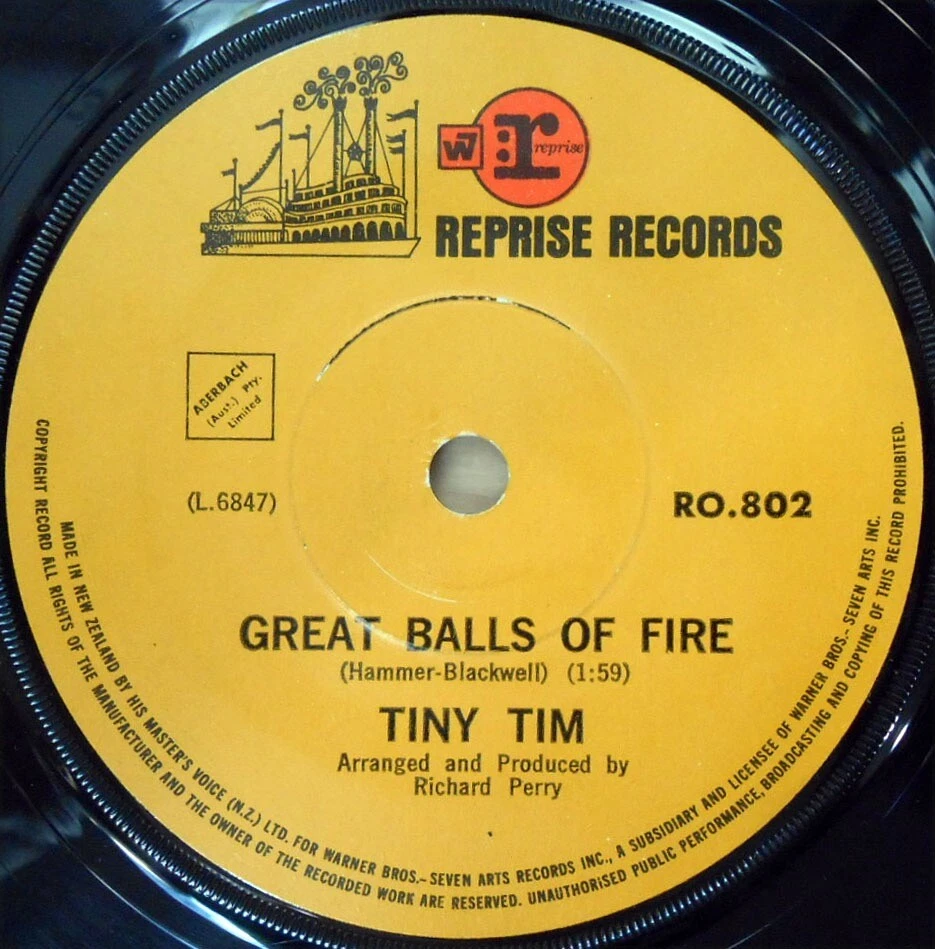 W7
r
reprise
REPRISE RECORDS
ABERBACH
(Aust.) Pty.
Limited
(L.6847)
RO.802
GREAT BALLS OF FIRE
(Hammer-Blackwell) (1:59)
TINY TIM
Arranged and Produced by
Richard Perry
MADE IN NEW ZEALAND BY HIS MASTER'S VOICE (N.Z.) LTD. FOR WARNER BROS.-SEVEN ARTS RECORDS INC., A SUBSIDIARY AND LICENSEE OF WARNER BROS.- SEVEN ARTS INC.
COPYRIGHT RECORD ALL RIGHTS OF THE MANUFACTURER AND THE OWNER OF THE RECORDED WORK ARE RESERVED. UNAUTHORISED PUBLIC PERFORMANCE, BROADCASTING AND COPYING OF THIS RECORD PROHIBITED.